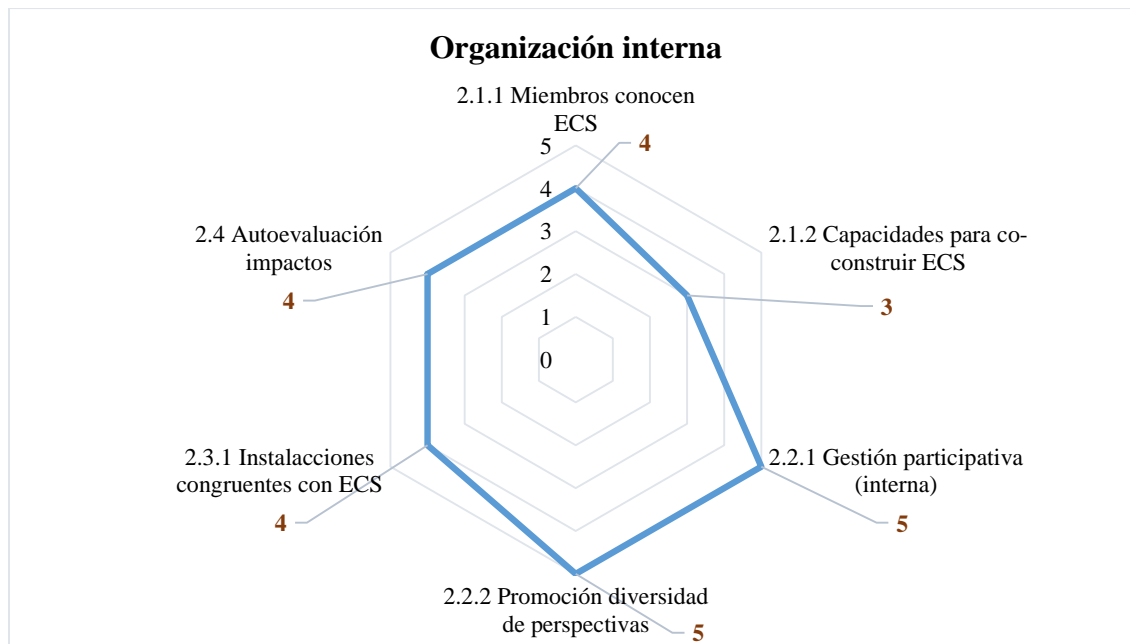 Organización interna
2.1.1 Miembros conocen
ECS
4
5
4
3
2
1
0
2.1.2 Capacidades para co-
construir ECS
3
2.2.1 Gestión participativa
(interna)
5
2.2.2 Promoción diversidad
de perspectivas
5
2.3.1 Instalacciones
congruentes con ECS
4
2.4 Autoevaluación
impactos
4